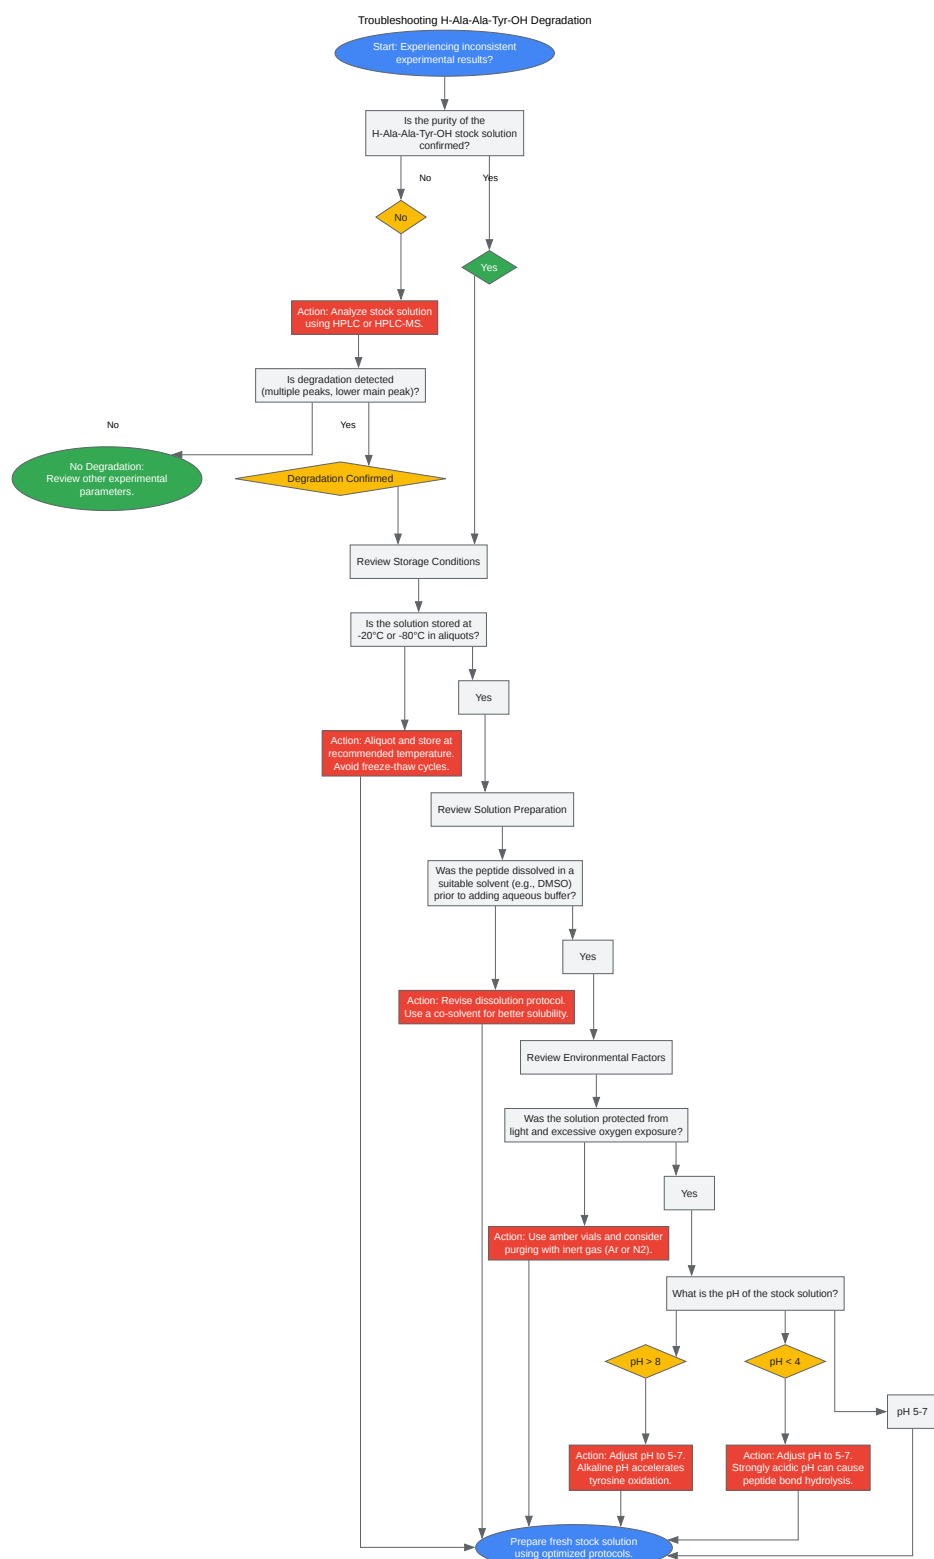 Troubleshooting H-Ala-Ala-Tyr-OH Degradation
Start: Experiencing inconsistent
experimental results?
Is the purity of the
H-Ala-Ala-Tyr-OH stock solution
confirmed?
No
Yes
No
Yes
Action: Analyze stock solution
using HPLC or HPLC-MS.
Is degradation detected
(multiple peaks, lower main peak)?
No
Yes
No Degradation:
Review other experimental
parameters.
Degradation Confirmed
Review Storage Conditions
Is the solution stored at
-20°C or -80°C in aliquots?
Yes
Action: Aliquot and store at
recommended temperature.
Avoid freeze-thaw cycles.
Review Solution Preparation
Was the peptide dissolved in a
suitable solvent (e.g., DMSO)
prior to adding aqueous buffer?
Yes
Action: Revise dissolution protocol.
Use a co-solvent for better solubility.
Review Environmental Factors
Was the solution protected from
light and excessive oxygen exposure?
Yes
Action: Use amber vials and consider
purging with inert gas (Ar or N2).
What is the pH of the stock solution?
pH > 8
pH < 4
pH 5-7
Action: Adjust pH to 5-7.
Alkaline pH accelerates
tyrosine oxidation.
Action: Adjust pH to 5-7.
Strongly acidic pH can cause
peptide bond hydrolysis.
Prepare fresh stock solution
using optimized protocols.